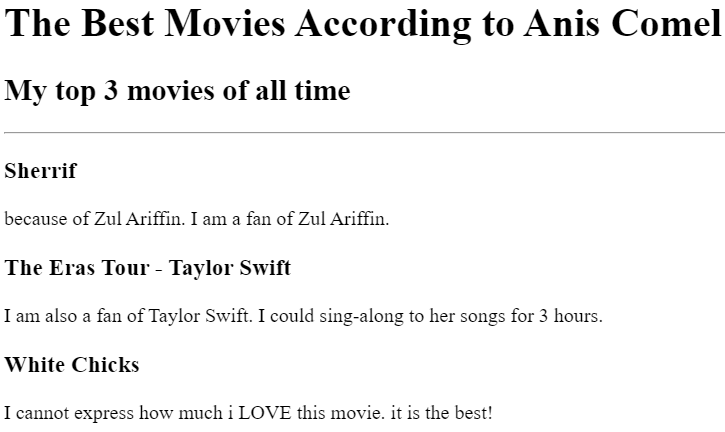 The Best Movies According to Anis Comel
My top 3 movies of all time
Sherrif
because of Zul Ariffin. I am a fan of Zul Ariffin.
The Eras Tour - Taylor Swift
I am also a fan of Taylor Swift. I could sing-along to her songs for 3 hours.
White Chicks
I cannot express how much i LOVE this movie. it is the best!